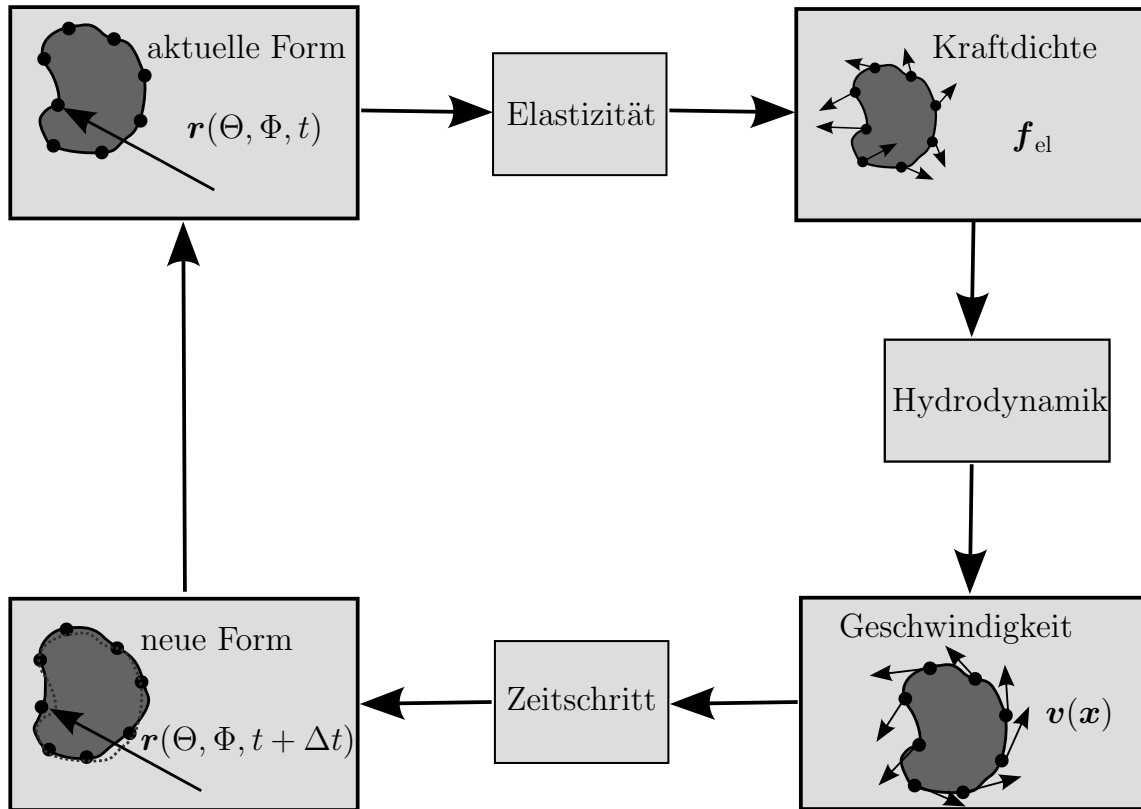 aktuelle Form
r(Θ, Φ, t)
Elastizität
Kraftdichte
f_el
Hydrodynamik
Geschwindigkeit
v(x)
Zeitschritt
neue Form
r(Θ, Φ, t + Δt)